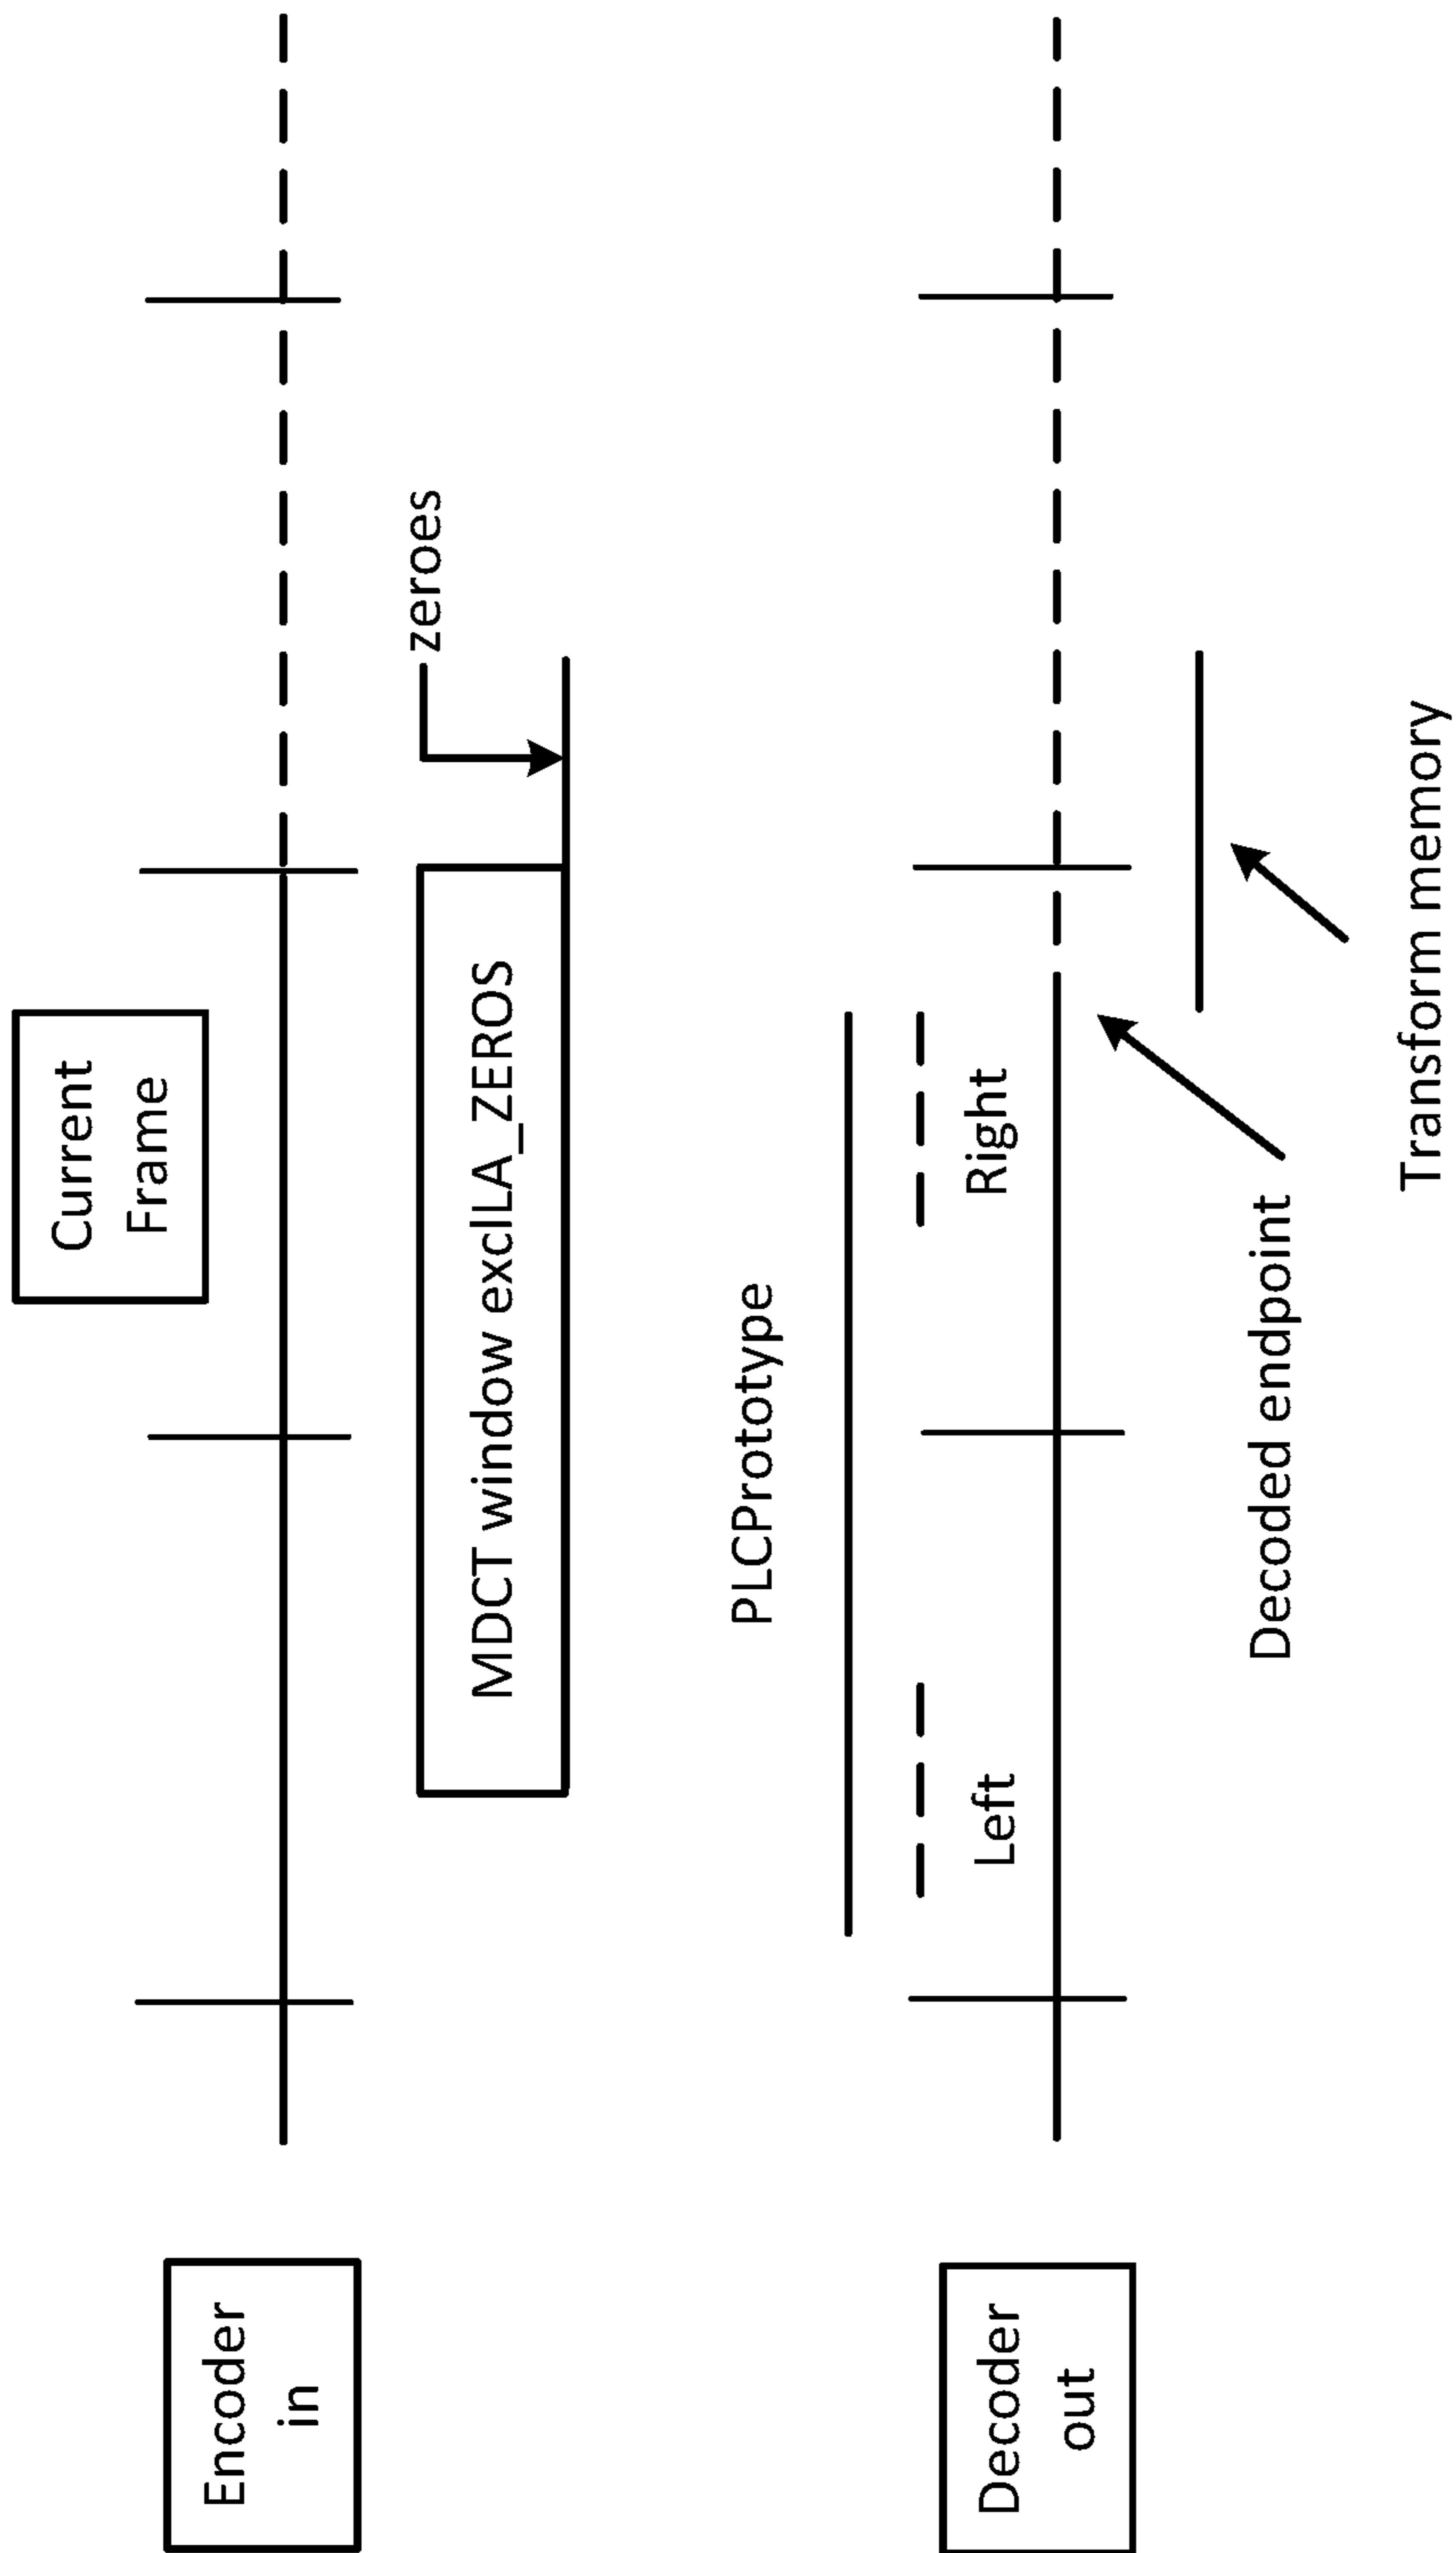 Current
Frame
Encoder
in
zeroes
MDCT window exclLA_ZEROS
PLCPrototype
Left
Right
Decoder
out
Decoded endpoint
Transform memory